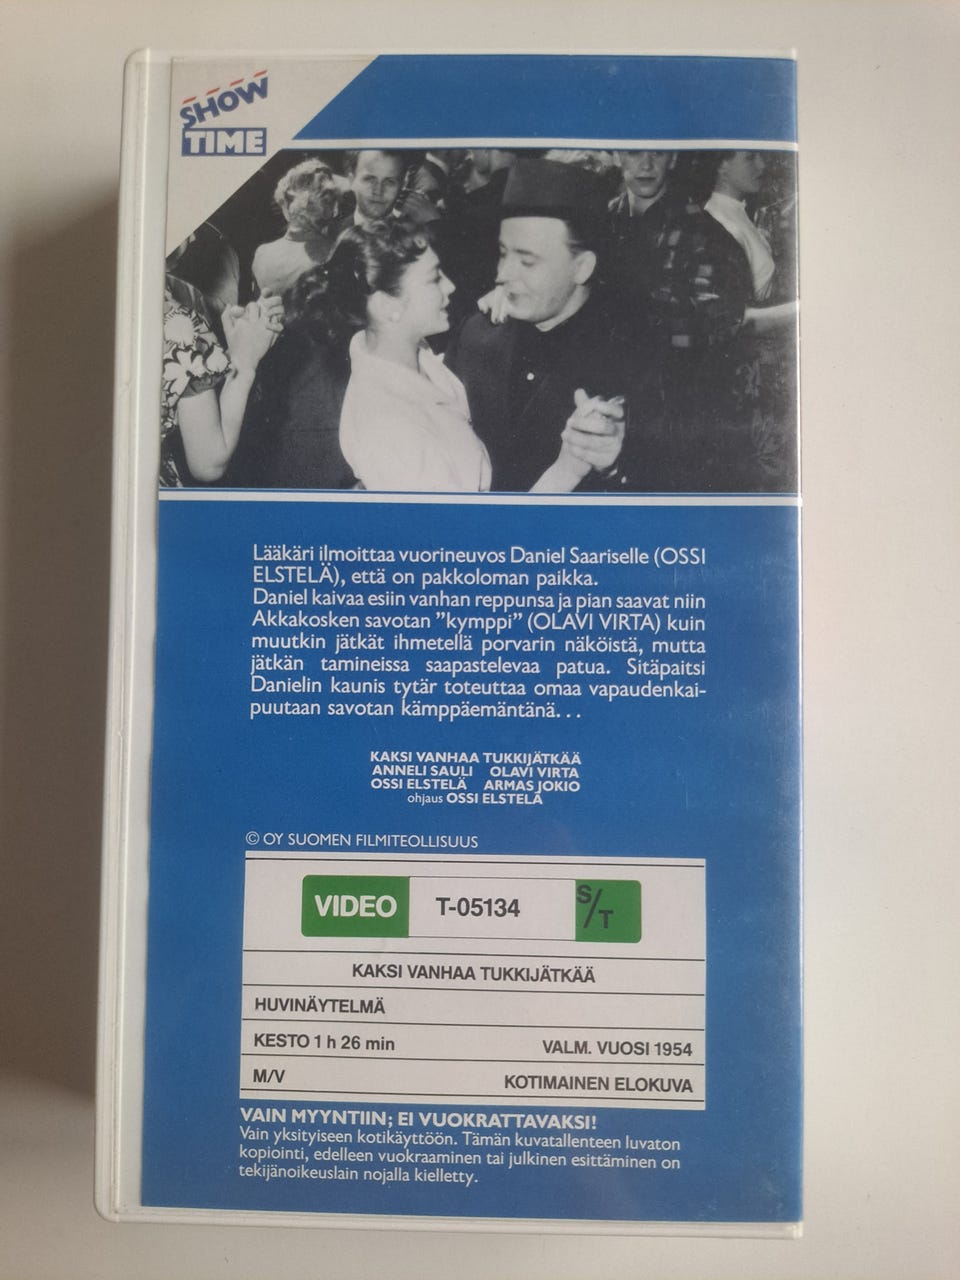 SHOW
TIME
Lääkäri ilmoittaa vuorineuvos Daniel Saariselle (OSSI
ELSTELÄ), että on pakkoloman paikka.
Daniel kaivaa esiin vanhan reppunsa ja pian saavat niin
Akkakosken savotan ”kymppi” (OLAVI VIRTA) kuin
muutkin jätkät ihmetellä porvarin näköistä, mutta
jätkän tamineissa saapastelevaa patua. Sitäpaitsi
Danielin kaunis tytär toteuttaa omaa vapaudenkai-
puutaan savotan kämppäemäntänä...
KAKSI VANHAA TUKKIJÄTKÄÄ
ANNELI SAULI OLAVI VIRTA
OSSI ELSTELÄ ARMAS JOKIO
ohjaus OSSI ELSTELÄ
© OY SUOMEN FILMITEOLLISUUS
VIDEO T-05134 S/T
KAKSI VANHAA TUKKIJÄTKÄÄ
HUVINÄYTELMÄ
KESTO 1 h 26 min VALM. VUOSI 1954
M/V KOTIMAINEN ELOKUVA
VAIN MYYNTIIN; EI VUOKRATTAVAKSI!
Vain yksityiseen kotikäyttöön. Tämän kuvatallenteen luvaton
kopiointi, edelleen vuokraaminen tai julkinen esittäminen on
tekijänoikeuslain nojalla kielletty.